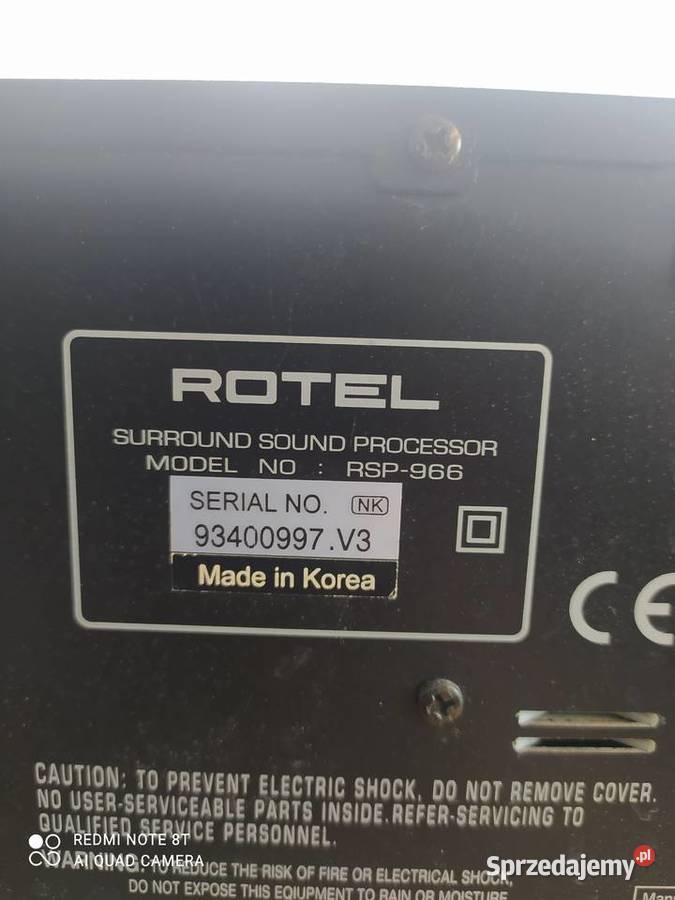 ROTEL
SURROUND SOUND PROCESSOR
MODEL NO : RSP-966
SERIAL NO. NK
93400997.V3
Made in Korea
CE
CAUTION: TO PREVENT ELECTRIC SHOCK, DO NOT REMOVE COVER.
NO USER-SERVICEABLE PARTS INSIDE. REFER-SERVICING TO
QUALIFIED SERVICE PERSONNEL.
WARNING: TO REDUCE THE RISK OF FIRE OR ELECTRICAL SHOCK,
DO NOT EXPOSE THIS EQIUPMENT TO RAIN OR MOISTURE
REDMI NOTE 8T
AI QUAD CAMERA
Sprzedajemy.pl